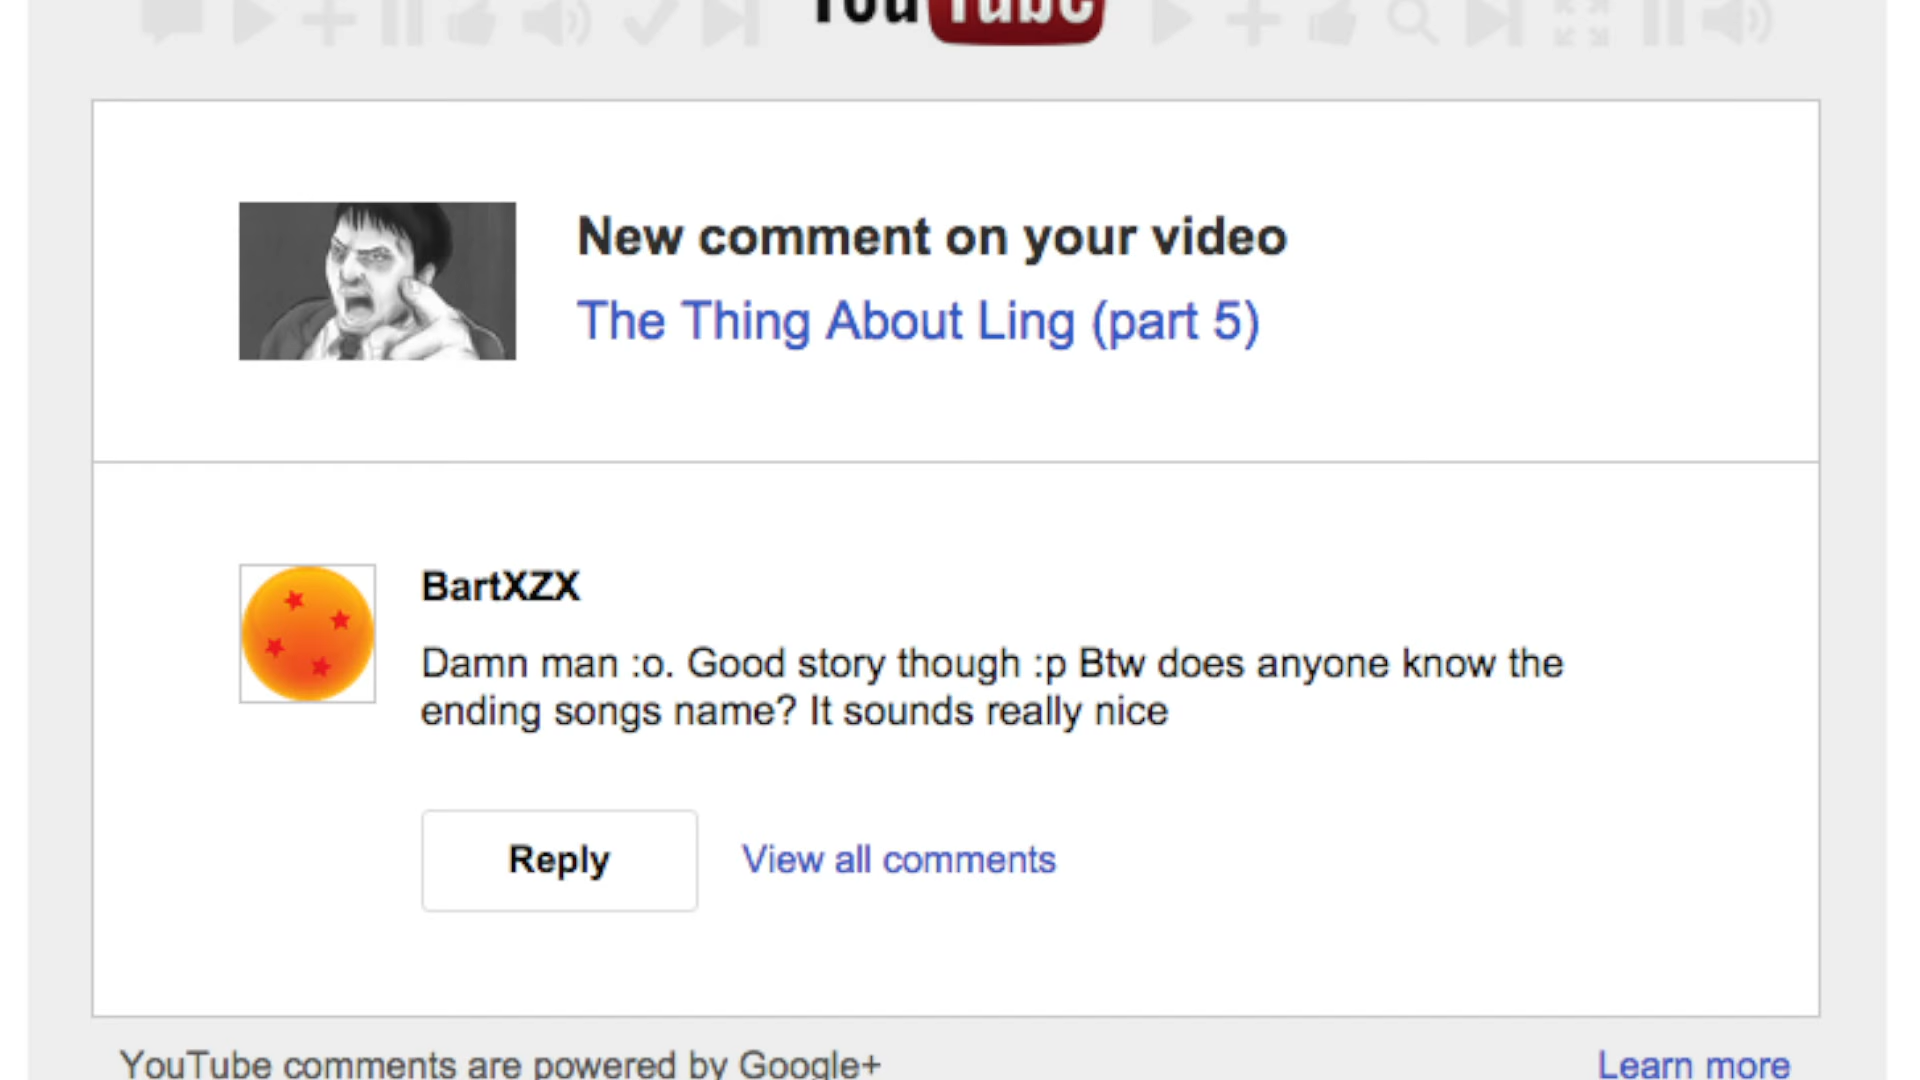 YouTube
New comment on your video
The Thing About Ling (part 5)
BartXZX
Damn man :o. Good story though :p Btw does anyone know the
ending songs name? It sounds really nice
Reply
View all comments
YouTube comments are powered by Google+
Learn more